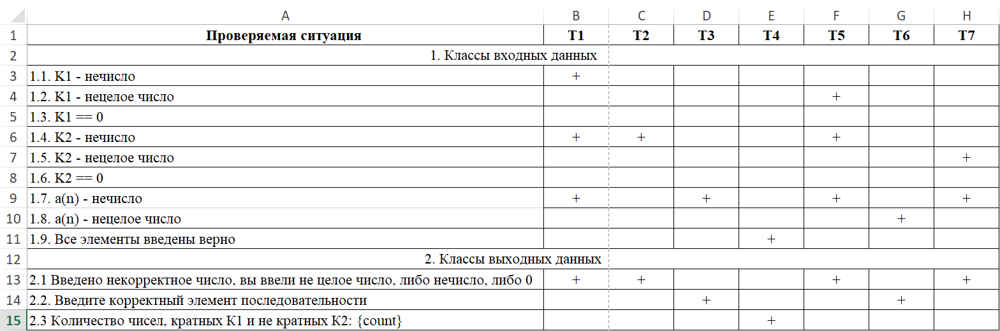 A B C D E F G H
1 Проверяемая ситуация T1 T2 T3 T4 T5 T6 T7
2 1. Классы входных данных
3 1.1. K1 - нечисло +
4 1.2. K1 - нецелое число +
5 1.3. K1 == 0
6 1.4. K2 - нечисло + + +
7 1.5. K2 - нецелое число +
8 1.6. K2 == 0
9 1.7. a(n) - нечисло + + + +
10 1.8. a(n) - нецелое число +
11 1.9. Все элементы введены верно +
12 2. Классы выходных данных
13 2.1 Введено некорректное число, вы ввели не целое число, либо нечисло, либо 0 + + + +
14 2.2. Введите корректный элемент последовательности + +
15 2.3 Количество чисел, кратных К1 и не кратных К2: {count} +